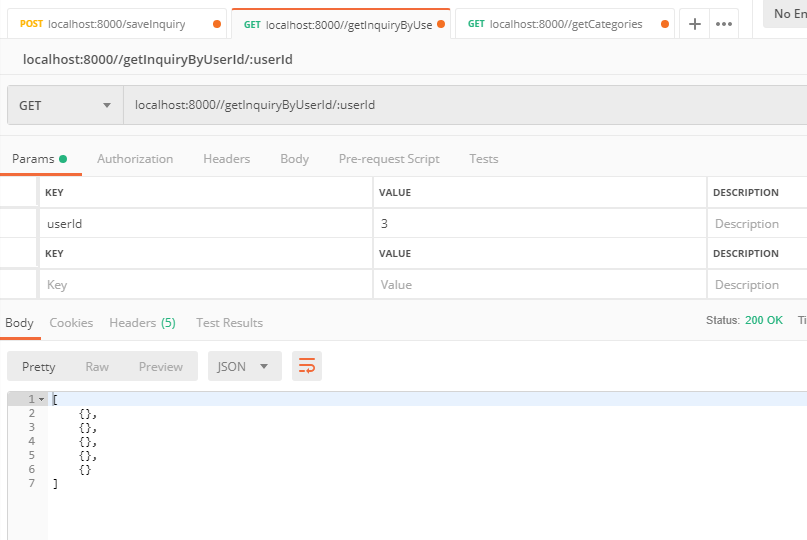 POST localhost:8000/saveInquiry GET localhost:8000//getInquiryByUse GET localhost:8000//getCategories + ••• No En
localhost:8000//getInquiryByUserId/:userId
GET localhost:8000//getInquiryByUserId/:userId
Params Authorization Headers Body Pre-request Script Tests
KEY VALUE DESCRIPTION
userId 3 Description
KEY VALUE DESCRIPTION
Key Value Description
Body Cookies Headers (5) Test Results Status: 200 OK Ti
Pretty Raw Preview JSON
1 [
2 {},
3 {},
4 {},
5 {},
6 {}
7 ]